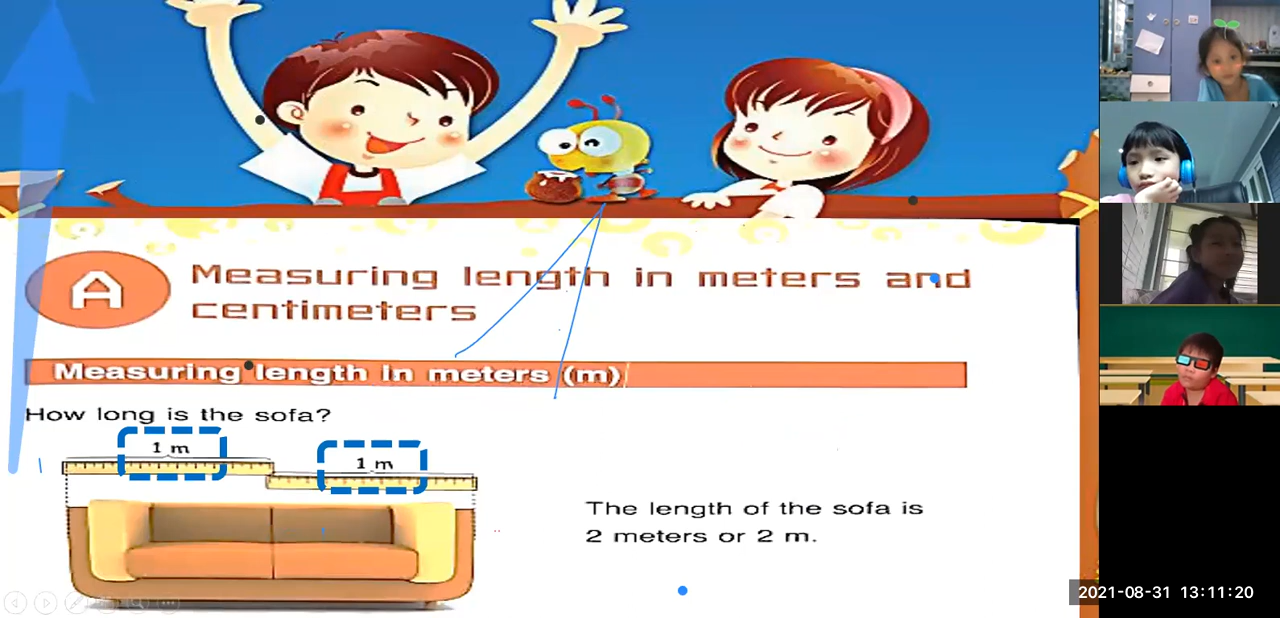 A
Measuring length in meters and
centimeters
Measuring length in meters (m)
How long is the sofa?
1 m
1 m
The length of the sofa is
2 meters or 2 m.
2021-08-31 13:11:20